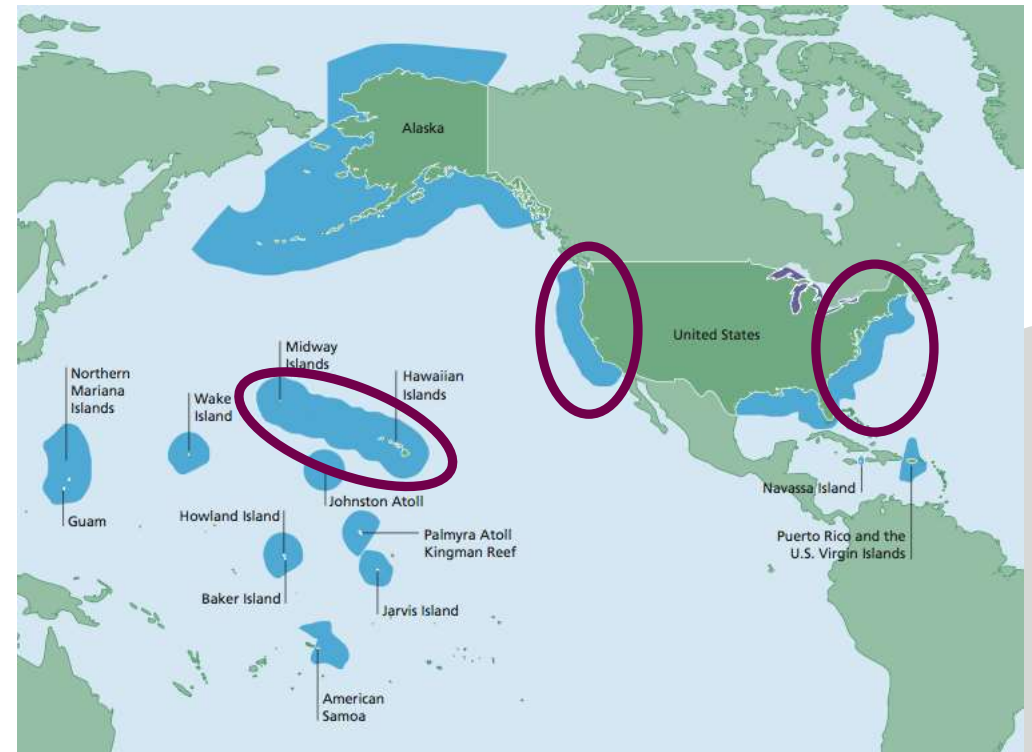 Alaska
United States
Midway
Islands
Hawaiian
Islands
Northern
Mariana
Islands
Wake
Island
Guam
Johnston Atoll
Howland Island
Palmyra Atoll
Kingman Reef
Baker Island
Jarvis Island
American
Samoa
Navassa Island
Puerto Rico and the
U.S. Virgin Islands